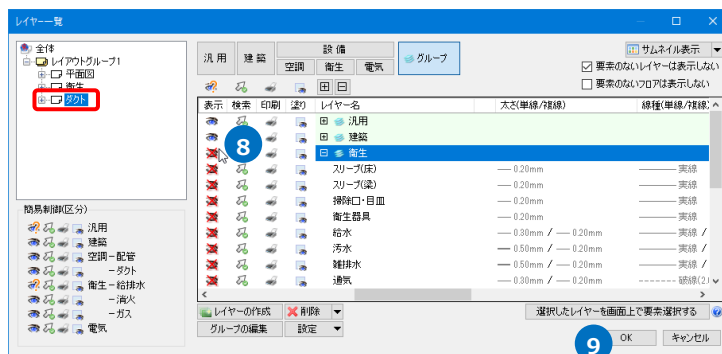 レイヤー一覧
全体
レイアウトグループ1
平面図
衛生
ダクト
簡易制御(区分)
汎用
建築
空調-配管
-ダクト
衛生-給排水
-消火
-ガス
電気
汎用
建築
設備
空調
衛生
電気
グループ
サムネイル表示
要素のないレイヤーは表示しない
要素のないフロアは表示しない
表示 検索 印刷 塗り レイヤー名 太さ(単線/複線) 線種(単線/複線)
汎用
建築
8
衛生
スリーブ(床) 0.20mm 実線
スリーブ(梁) 0.20mm 実線
掃除口・目皿 0.20mm 実線
衛生器具 0.20mm 実線
給水 0.30mm / 0.20mm 実線 /
汚水 0.50mm / 0.20mm 実線 /
雑排水 0.50mm / 0.20mm 実線 /
通気 0.30mm / 0.20mm 破線(2
レイヤーの作成 削除
選択したレイヤーを画面上で要素選択する
グループの編集 設定
9
OK キャンセル